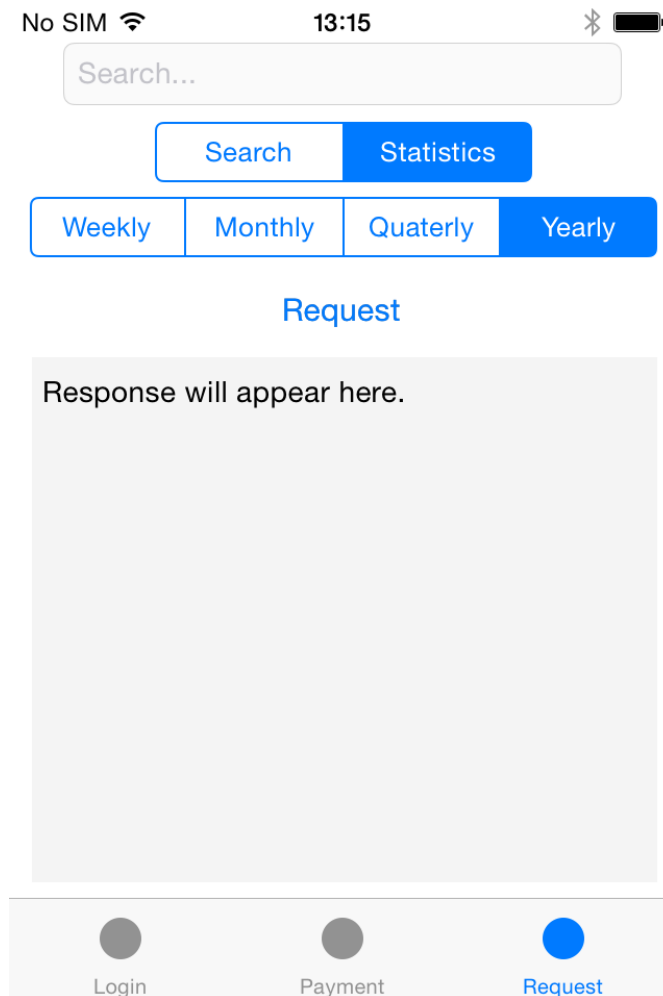 No SIM 13:15
Search...
Search Statistics
Weekly Monthly Quaterly Yearly
Request
Response will appear here.
Login Payment Request